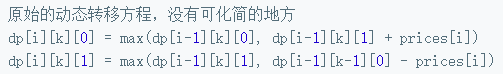 原始的动态转移方程，没有可化简的地方
dp[i][k][0] = max(dp[i-1][k][0], dp[i-1][k][1] + prices[i])
dp[i][k][1] = max(dp[i-1][k][1], dp[i-1][k-1][0] - prices[i])